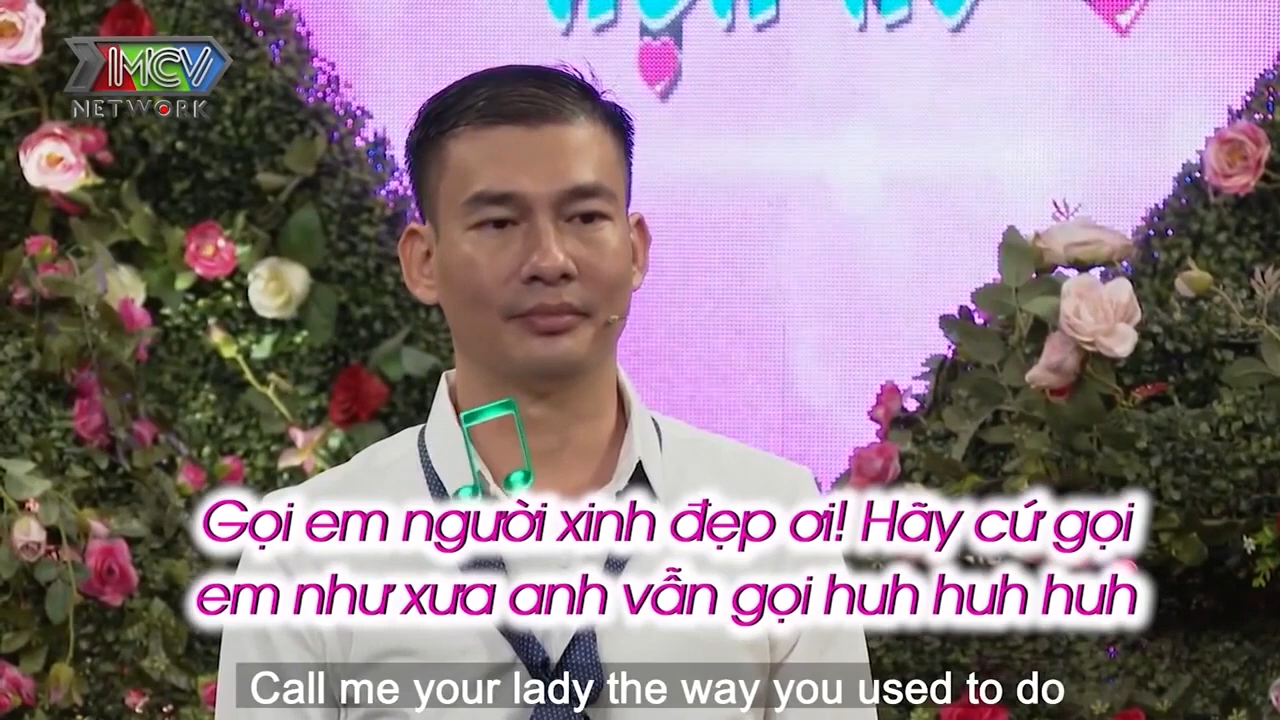 MCV
NETWORK
Gọi em người xinh đẹp ơi! Hãy cứ gọi
em như xưa anh vẫn gọi huh huh huh
Call me your lady the way you used to do